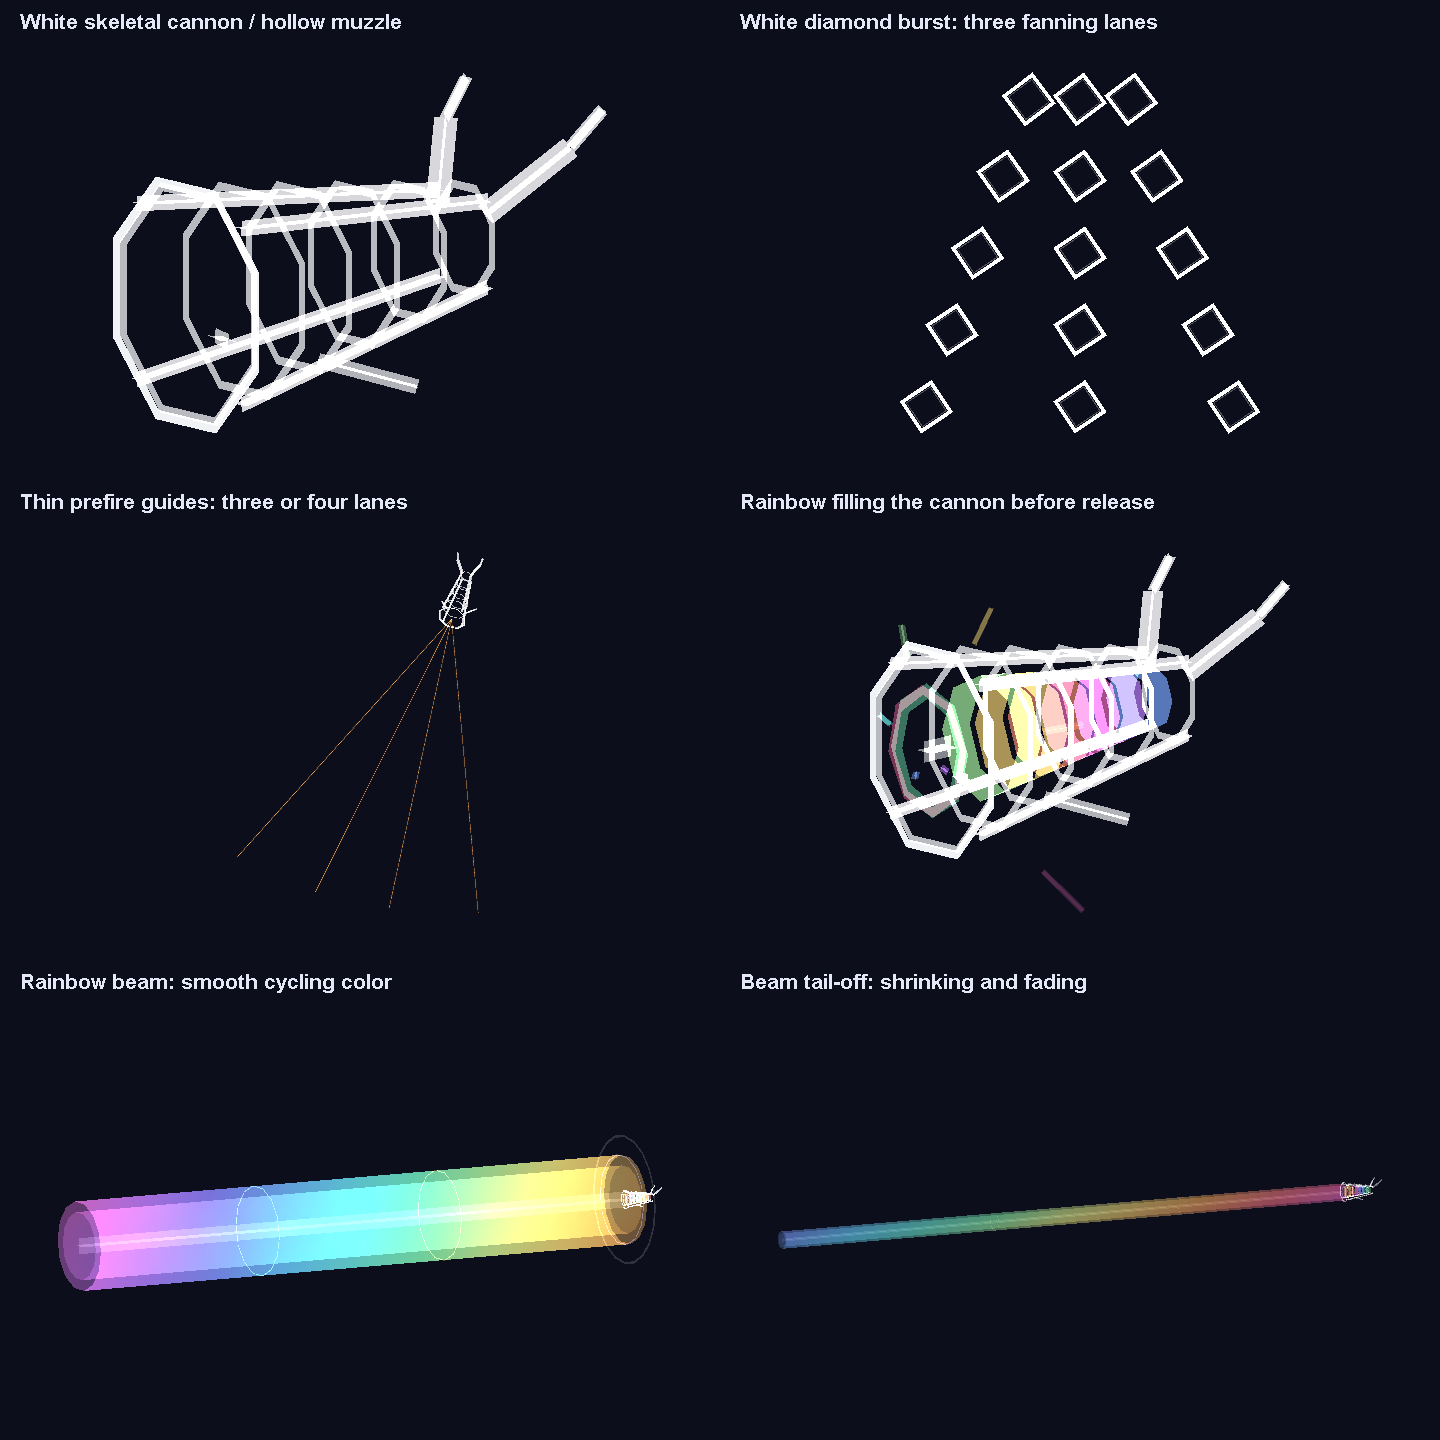 White skeletal cannon / hollow muzzle
White diamond burst: three fanning lanes
Thin prefire guides: three or four lanes
Rainbow filling the cannon before release
Rainbow beam: smooth cycling color
Beam tail-off: shrinking and fading